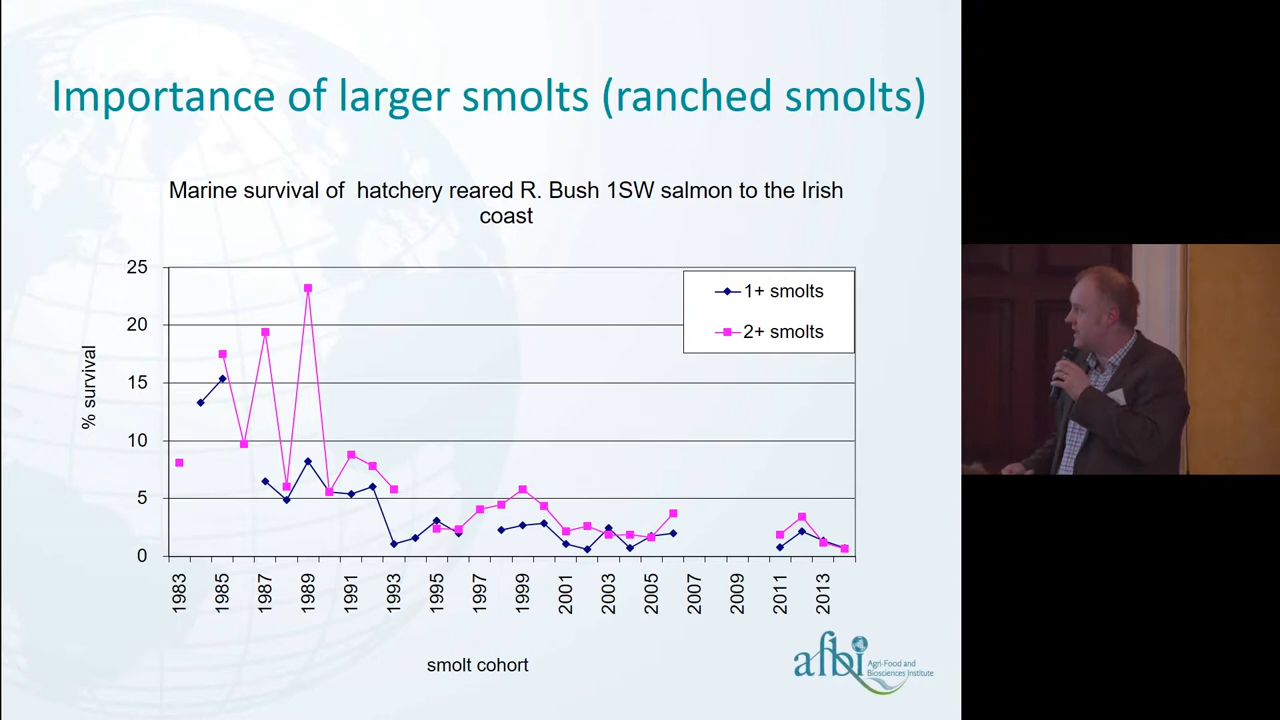 Importance of larger smolts (ranched smolts)
Marine survival of hatchery reared R. Bush 1SW salmon to the Irish
coast
25
20
15
10
5
0
% survival
1+ smolts
2+ smolts
1983 1985 1987 1989 1991 1993 1995 1997 1999 2001 2003 2005 2007 2009 2011 2013
smolt cohort
afbi
Agri-Food and
Biosciences Institute